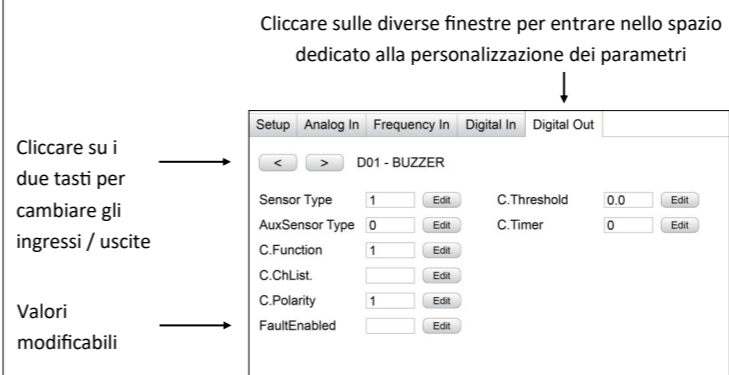 Cliccare sulle diverse finestre per entrare nello spazio
dedicato alla personalizzazione dei parametri
Setup Analog In Frequency In Digital In Digital Out
Cliccare su i
due tasti per
cambiare gli
ingressi / uscite
< > D01 - BUZZER
Sensor Type 1 Edit C.Threshold 0.0 Edit
AuxSensor Type 0 Edit C.Timer 0 Edit
C.Function 1 Edit
C.ChList. Edit
C.Polarity 1 Edit
FaultEnabled Edit
Valori
modificabili